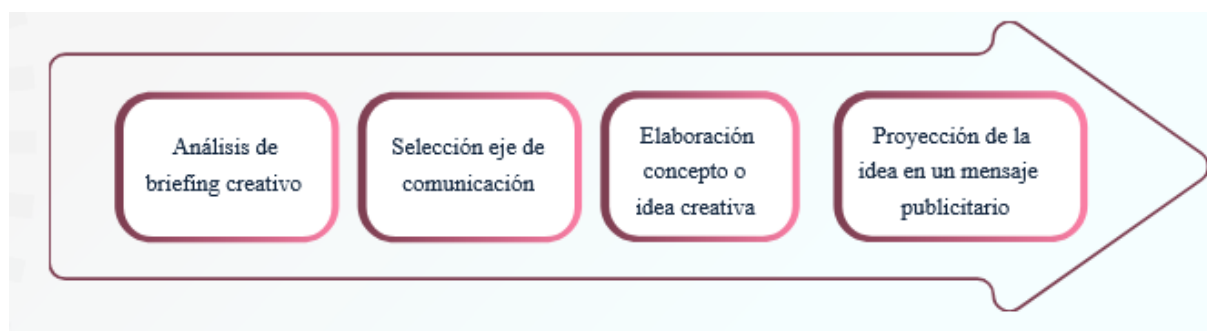 Análisis de
briefing creativo
Selección eje de
comunicación
Elaboración
concepto o
idea creativa
Proyección de la
idea en un mensaje
publicitario